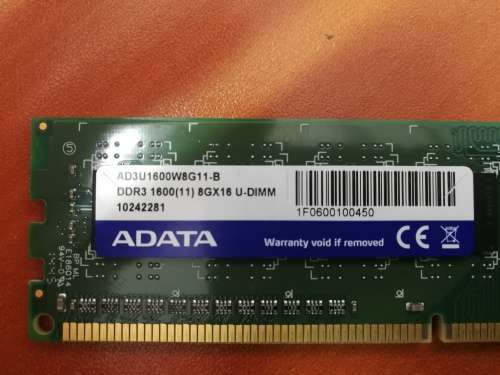 AD3U1600W8G11-B
DDR3 1600(11) 8GX16 U-DIMM
10242281
1F0600100450
ADATA
Warranty void if removed
CE